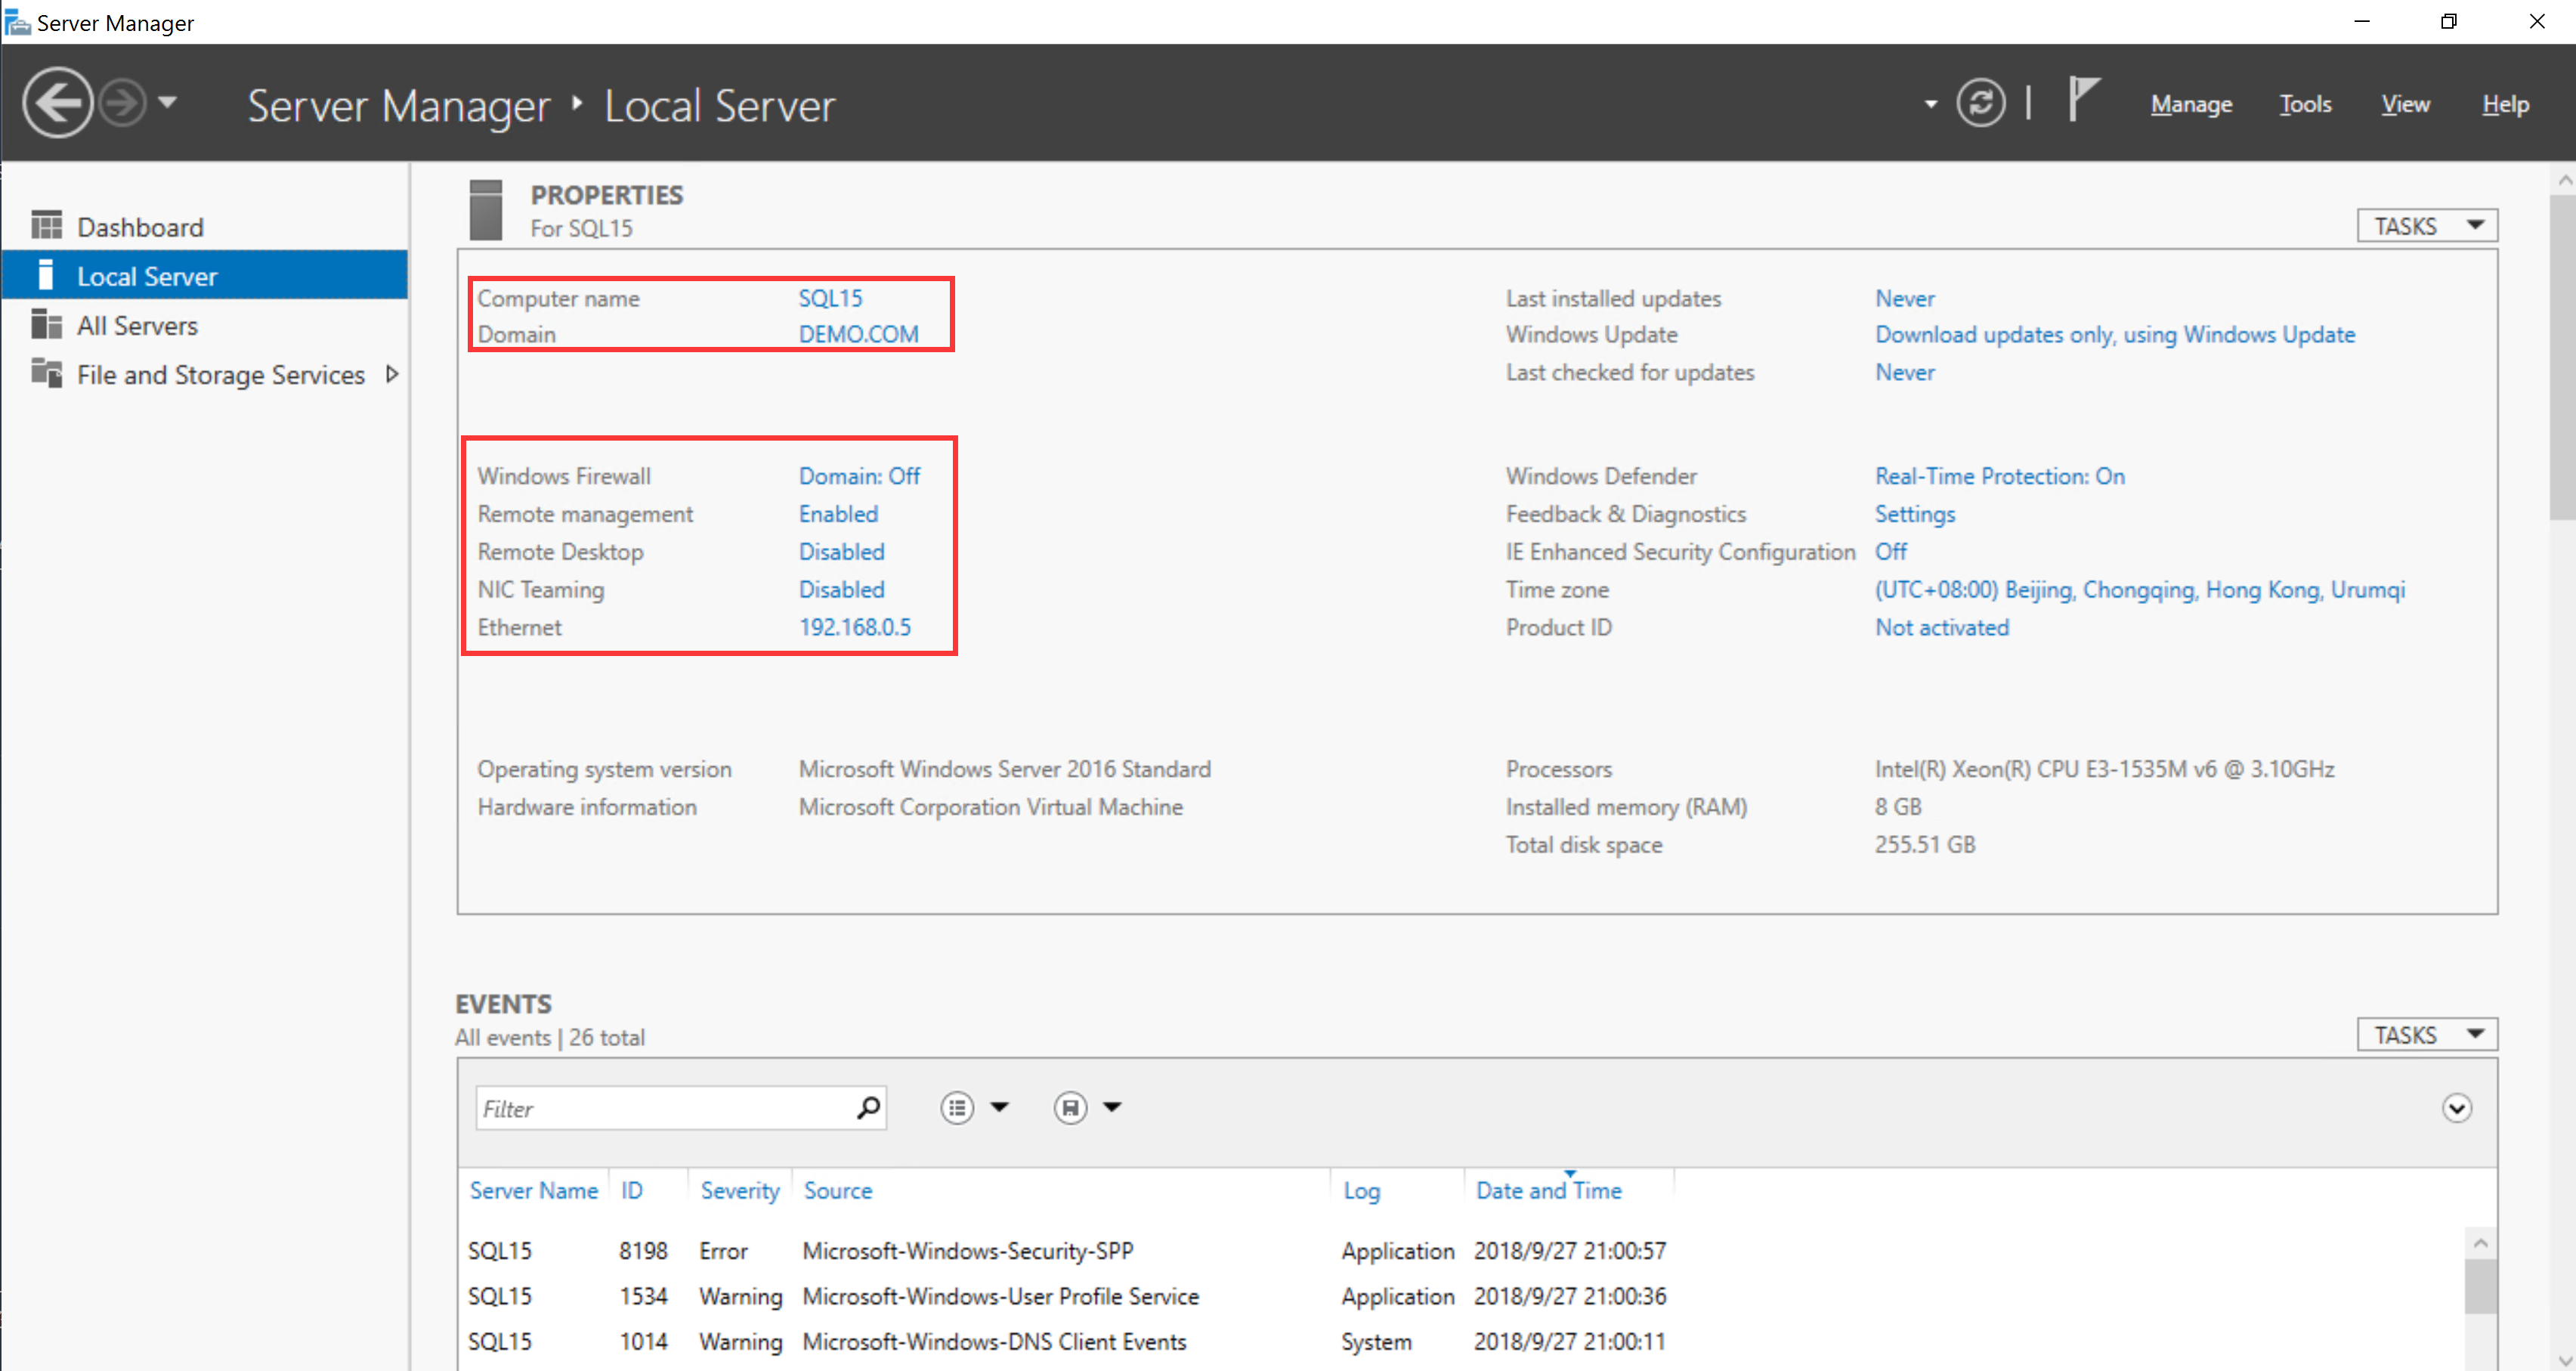 Server Manager
Server Manager ‣ Local Server
Manage Tools View Help
Dashboard
Local Server
All Servers
File and Storage Services
PROPERTIES
For SQL15
TASKS
Computer name SQL15
Domain DEMO.COM
Last installed updates Never
Windows Update Download updates only, using Windows Update
Last checked for updates Never
Windows Firewall Domain: Off
Remote management Enabled
Remote Desktop Disabled
NIC Teaming Disabled
Ethernet 192.168.0.5
Windows Defender Real-Time Protection: On
Feedback & Diagnostics Settings
IE Enhanced Security Configuration Off
Time zone (UTC+08:00) Beijing, Chongqing, Hong Kong, Urumqi
Product ID Not activated
Operating system version Microsoft Windows Server 2016 Standard
Hardware information Microsoft Corporation Virtual Machine
Processors Intel(R) Xeon(R) CPU E3-1535M v6 @ 3.10GHz
Installed memory (RAM) 8 GB
Total disk space 255.51 GB
EVENTS
All events | 26 total
TASKS
Filter
Server Name ID Severity Source Log Date and Time
SQL15 8198 Error Microsoft-Windows-Security-SPP Application 2018/9/27 21:00:57
SQL15 1534 Warning Microsoft-Windows-User Profile Service Application 2018/9/27 21:00:36
SQL15 1014 Warning Microsoft-Windows-DNS Client Events System 2018/9/27 21:00:11